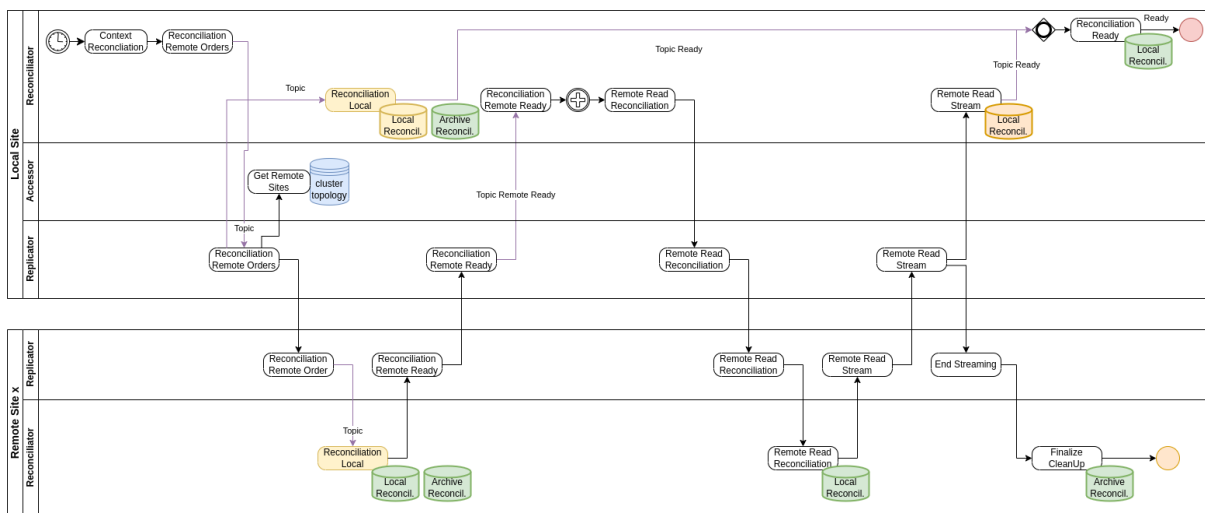 Local Site
Reconciliator
Context
Reconcilation
Reconciliation
Remote Orders
Topic
Reconciliation
Local
Local
Reconcil.
Archive
Reconcil.
Reconciliation
Remote Ready
Remote Read
Reconciliation
Topic Ready
Remote Read
Stream
Local
Reconcil.
Topic Ready
Reconciliation
Ready
Local
Reconcil.
Ready
Accessor
Get Remote
Sites
cluster
topology
Topic Remote Ready
Replicator
Topic
Reconciliation
Remote Orders
Reconciliation
Remote Ready
Remote Read
Reconciliation
Remote Read
Stream
Remote Site x
Replicator
Reconciliation
Remote Order
Reconciliation
Remote Ready
Remote Read
Reconciliation
Remote Read
Stream
End Streaming
Reconciliator
Topic
Reconciliation
Local
Local
Reconcil.
Archive
Reconcil.
Remote Read
Reconciliation
Local
Reconcil.
Finalize
CleanUp
Archive
Reconcil.